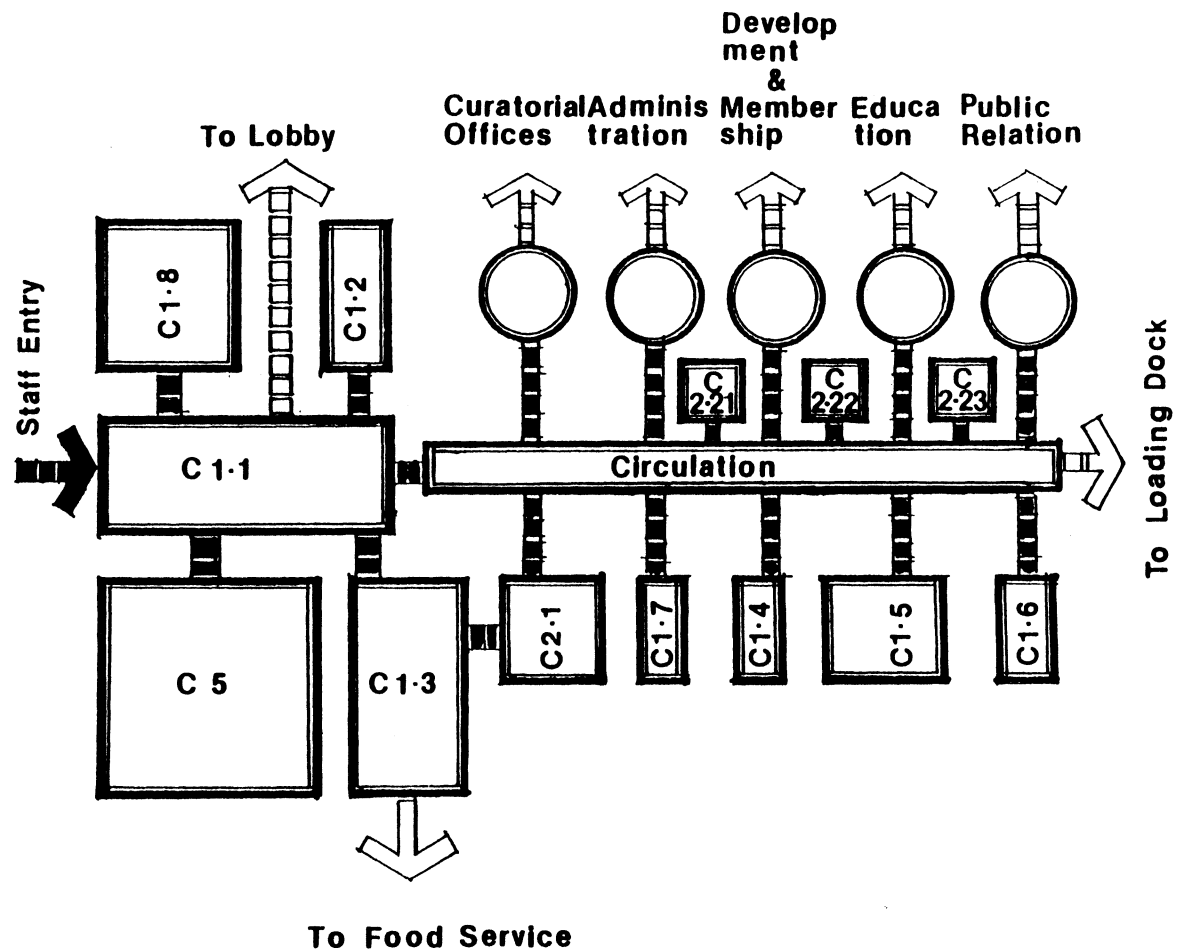 Develop
ment
&
Curatorial Adminis Member Educa Public
Offices tration ship tion Relation
To Lobby
Staff Entry
C1·8
C1·2
C
2·21
C
2·22
C
2·23
To Loading Dock
C1·1
Circulation
C2·1
C1·7
C1·4
C1·5
C1·6
C 5
C1·3
To Food Service